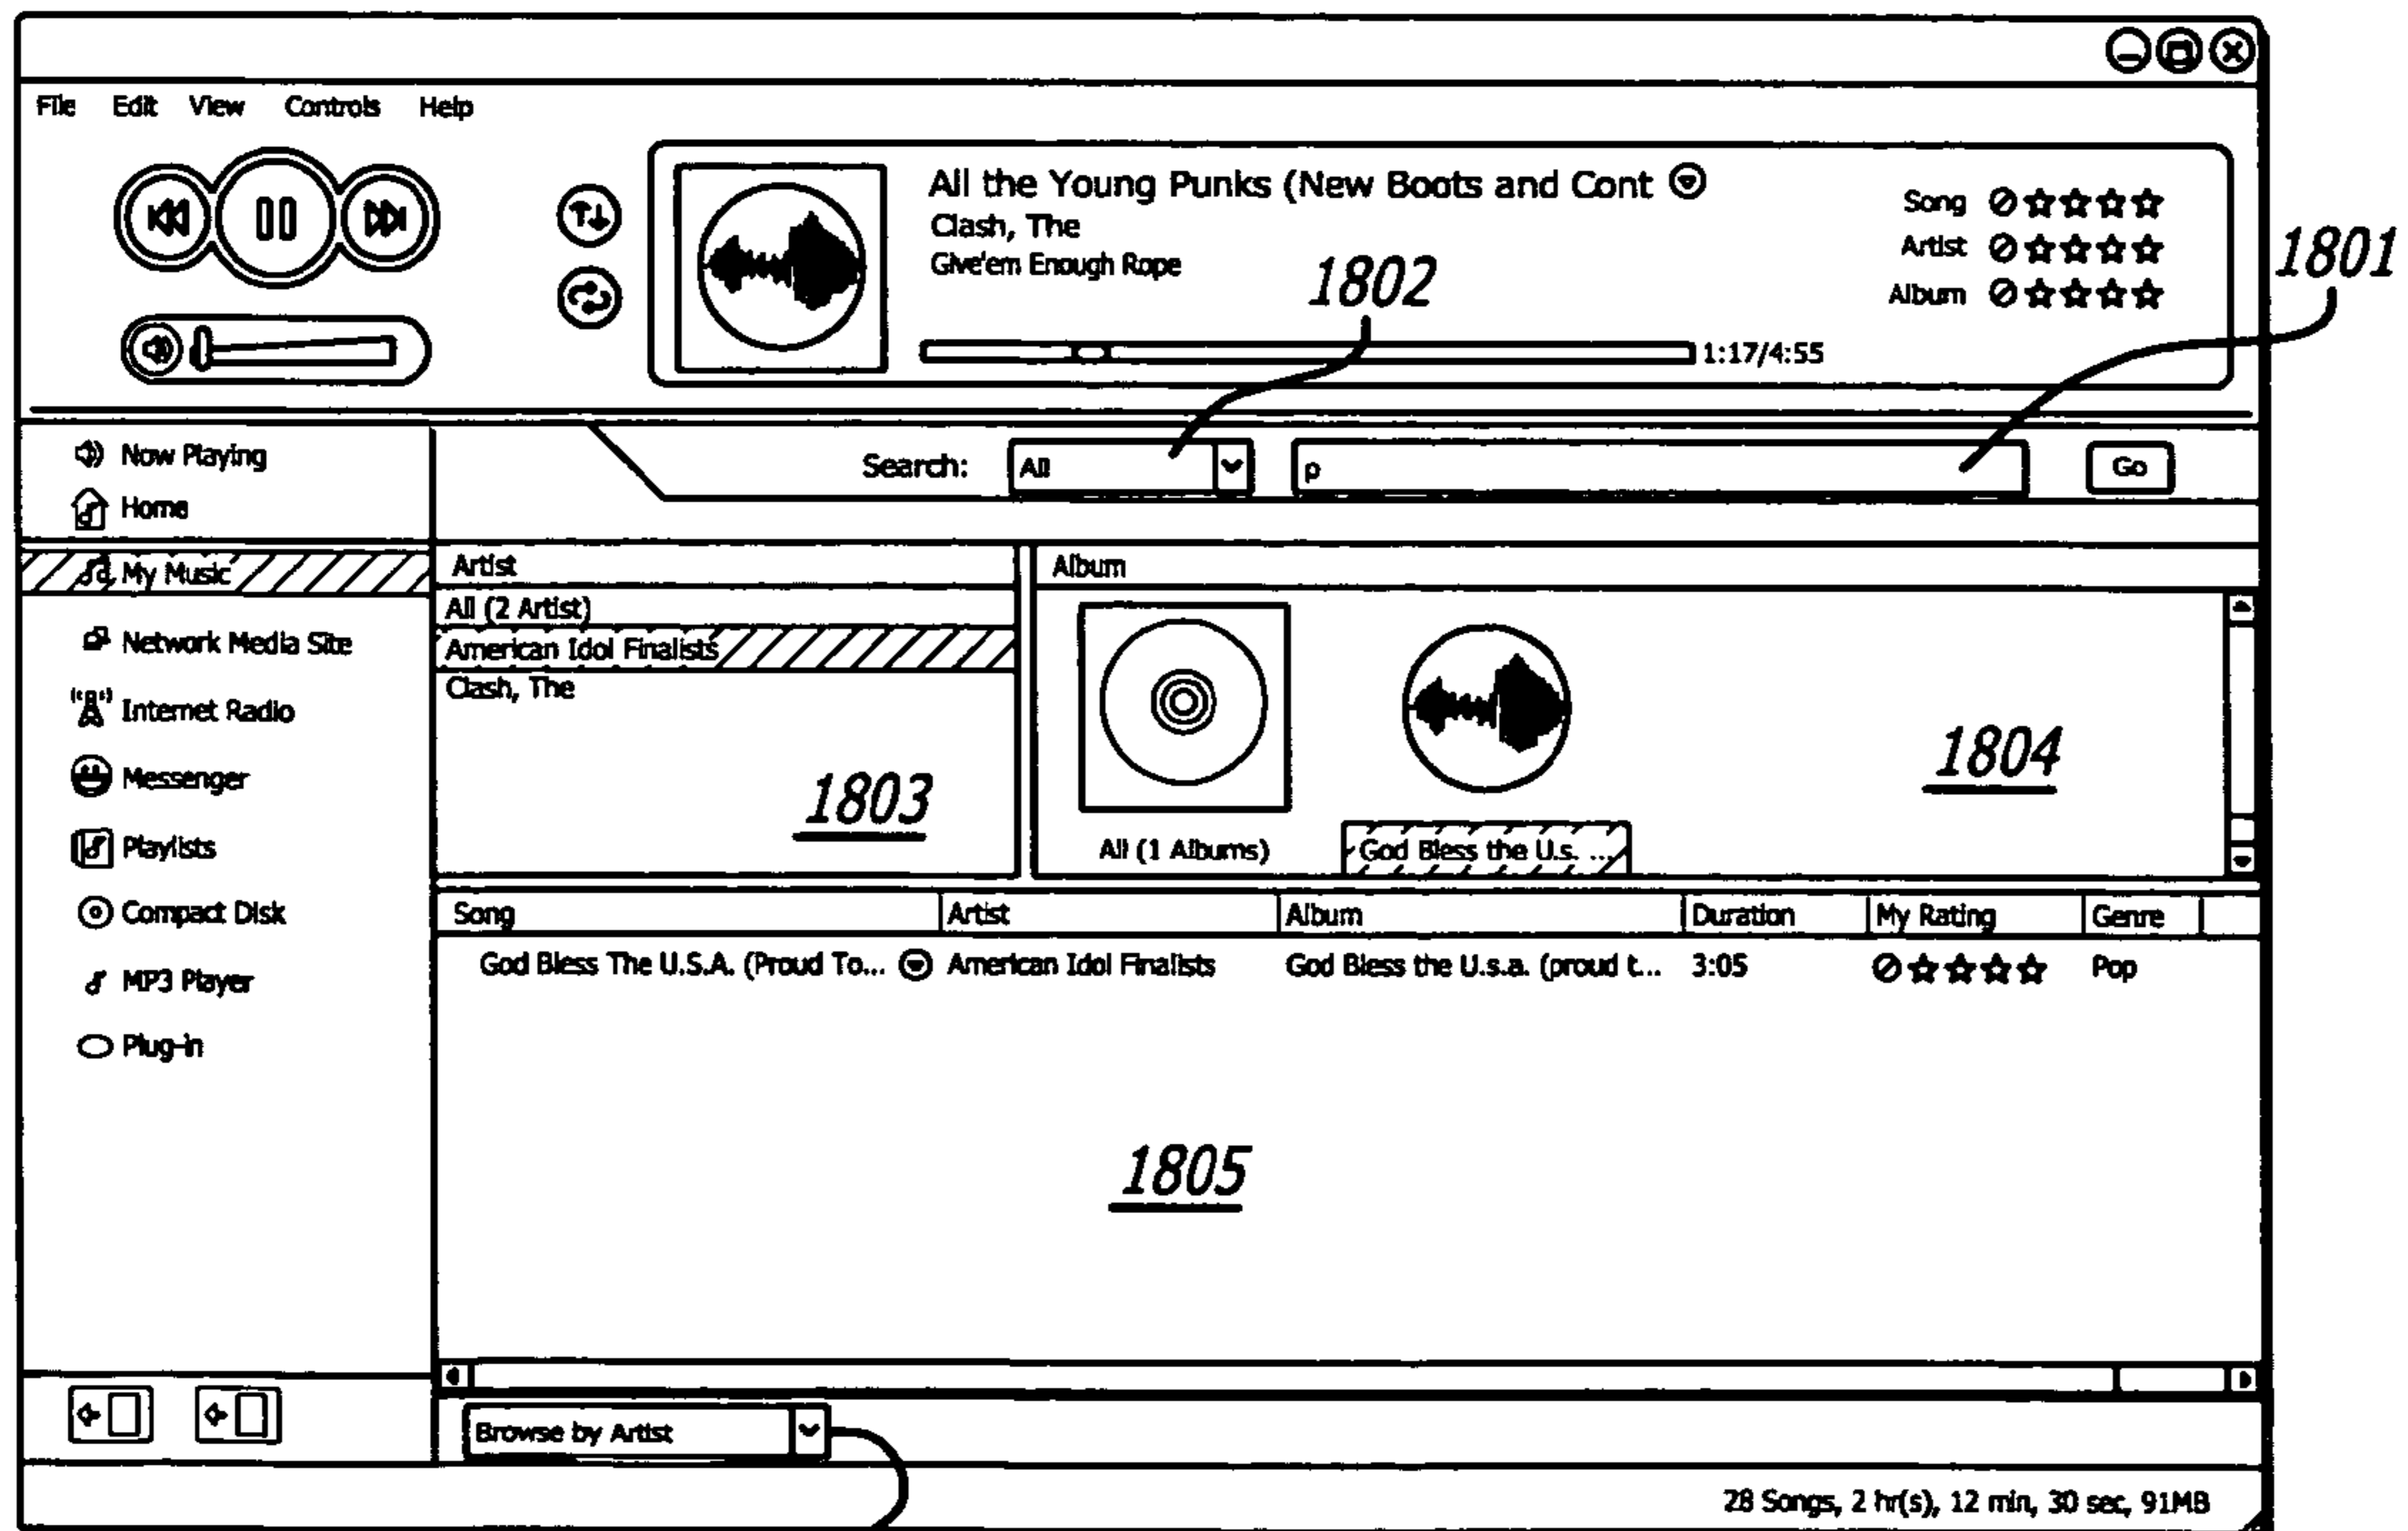 File Edit View Controls Help
All the Young Punks (New Boots and Cont
Clash, The
Give'em Enough Rope
1:17/4:55
Song
Artist
Album
1801
1802
Now Playing
Home
My Music
Network Media Site
Internet Radio
Messenger
Playlists
Compact Disk
MP3 Player
Plug-in
Search: All p Go
Artist
All (2 Artist)
American Idol Finalists
Clash, The
1803
Album
All (1 Albums) God Bless the U.s. ...
1804
Song Artist Album Duration My Rating Genre
God Bless The U.S.A. (Proud To... American Idol Finalists God Bless the U.s.a. (proud t... 3:05 Pop
1805
Browse by Artist
28 Songs, 2 hr(s), 12 min, 30 sec, 91MB